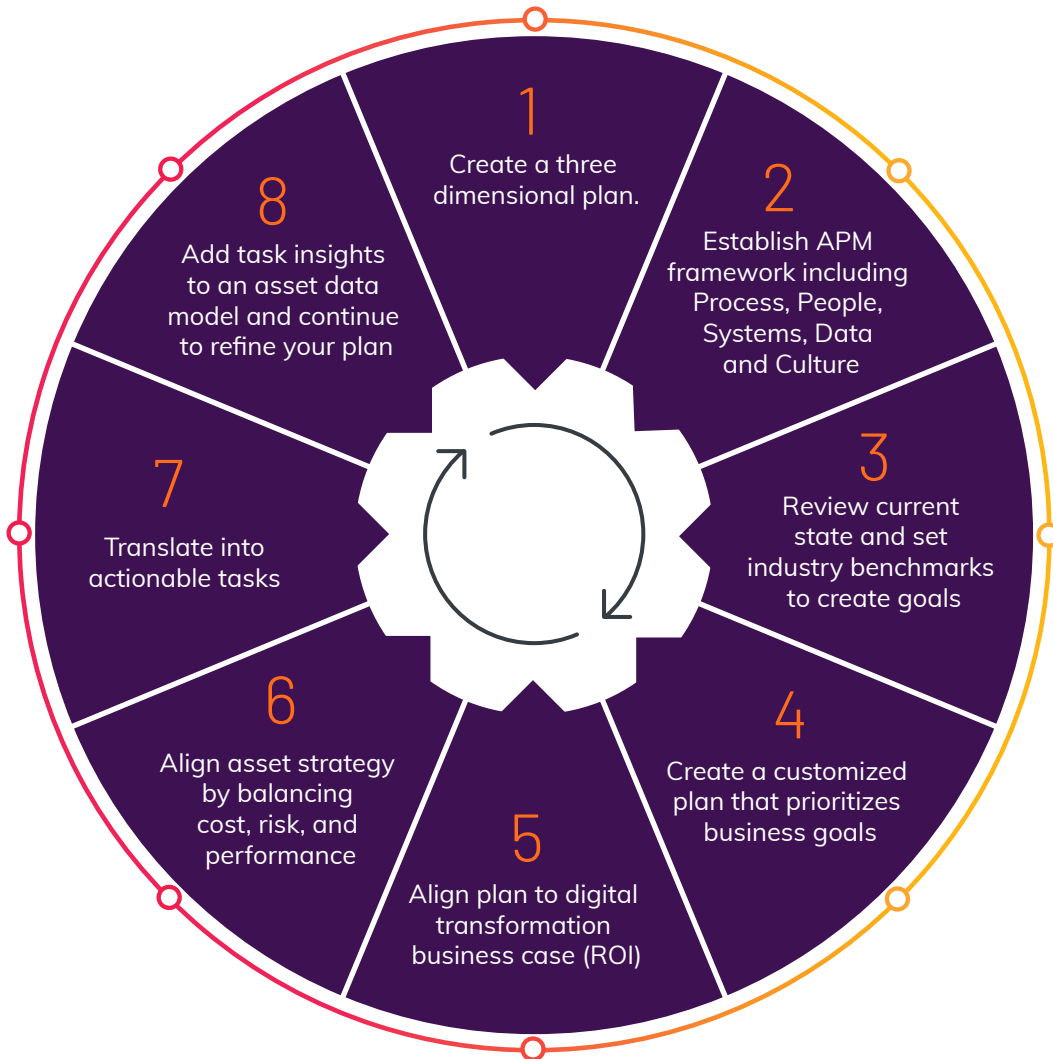 1
Create a three
dimensional plan.
2
Establish APM
framework including
Process, People,
Systems, Data
and Culture
3
Review current
state and set
industry benchmarks
to create goals
4
Create a customized
plan that prioritizes
business goals
5
Align plan to digital
transformation
business case (ROI)
6
Align asset strategy
by balancing
cost, risk, and
performance
7
Translate into
actionable tasks
8
Add task insights
to an asset data
model and continue
to refine your plan